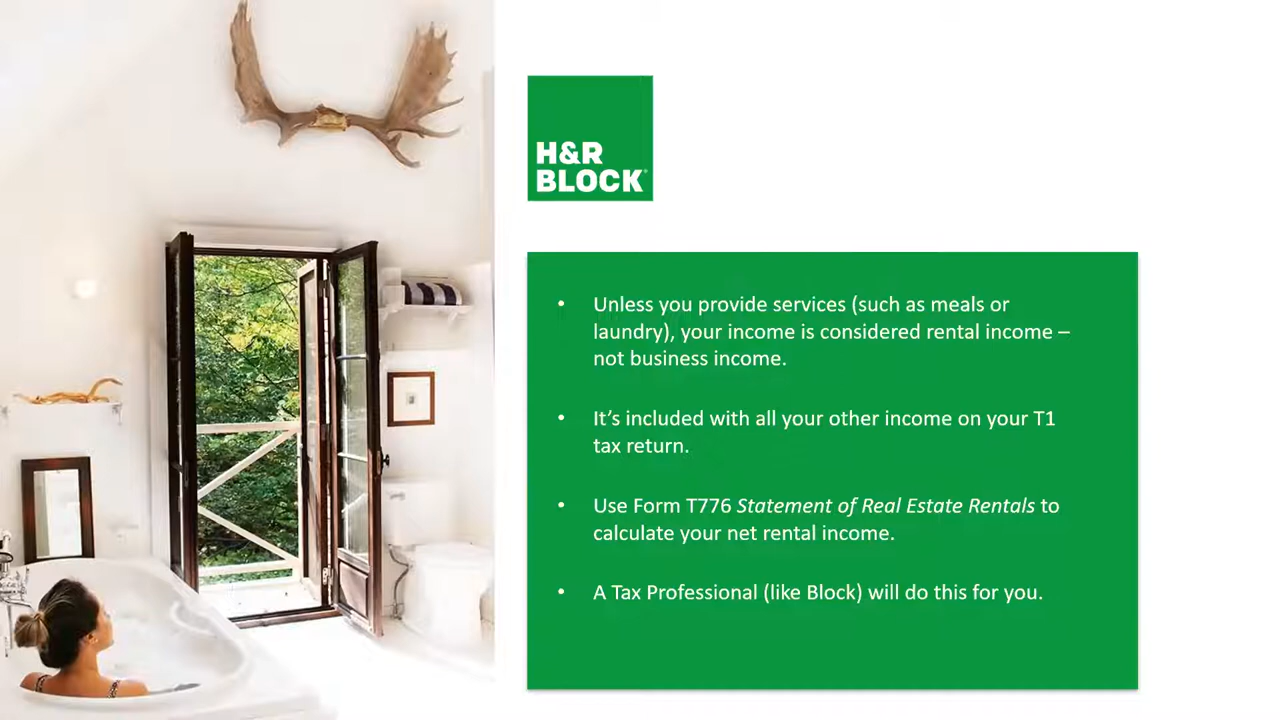 H&R
BLOCK®
• Unless you provide services (such as meals or
laundry), your income is considered rental income –
not business income.
• It’s included with all your other income on your T1
tax return.
• Use Form T776 Statement of Real Estate Rentals to
calculate your net rental income.
• A Tax Professional (like Block) will do this for you.